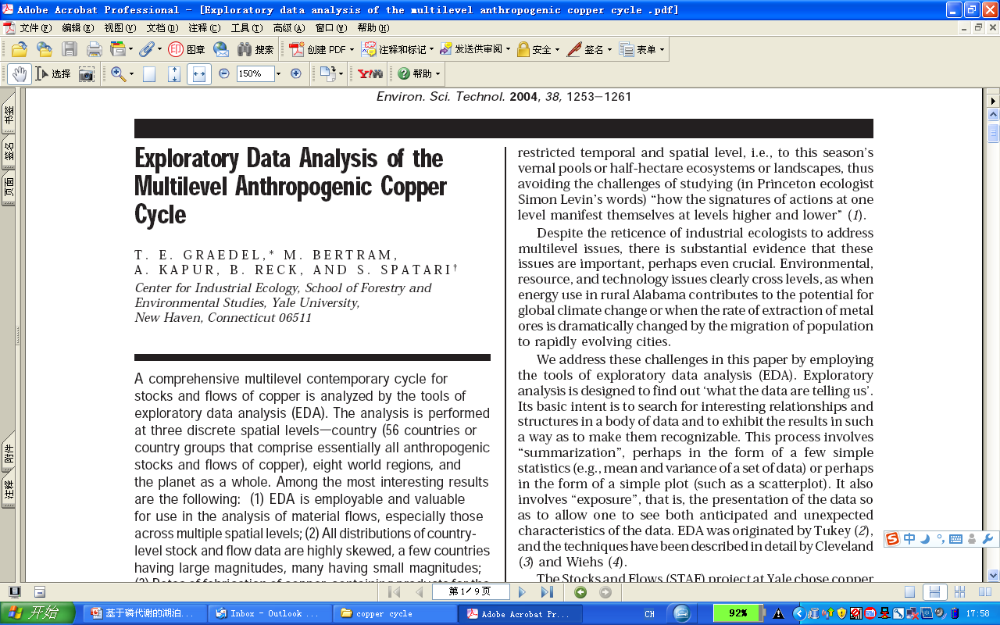 Adobe Acrobat Professional - [Exploratory data analysis of the multilevel anthropogenic copper cycle .pdf]
文件(F) 编辑(E) 视图(V) 文档(D) 注释(C) 工具(T) 高级(A) 窗口(W) 帮助(H)
图章 搜索 创建 PDF 注释和标记 发送供审阅 安全 签名 表单
选择 150% Y! 帮助
书签
签名
页面
附件
注释
Environ. Sci. Technol. 2004, 38, 1253−1261
Exploratory Data Analysis of the
Multilevel Anthropogenic Copper
Cycle
T. E. GRAEDEL,* M. BERTRAM,
A. KAPUR, B. RECK, AND S. SPATARI†
Center for Industrial Ecology, School of Forestry and
Environmental Studies, Yale University,
New Haven, Connecticut 06511
A comprehensive multilevel contemporary cycle for
stocks and flows of copper is analyzed by the tools of
exploratory data analysis (EDA). The analysis is performed
at three discrete spatial levels—country (56 countries or
country groups that comprise essentially all anthropogenic
stocks and flows of copper), eight world regions, and
the planet as a whole. Among the most interesting results
are the following: (1) EDA is employable and valuable
for use in the analysis of material flows, especially those
across multiple spatial levels; (2) All distributions of country-
level stock and flow data are highly skewed, a few countries
having large magnitudes, many having small magnitudes;
(3) Rates of fabrication of copper-containing products for the
restricted temporal and spatial level, i.e., to this season's
vernal pools or half-hectare ecosystems or landscapes, thus
avoiding the challenges of studying (in Princeton ecologist
Simon Levin's words) “how the signatures of actions at one
level manifest themselves at levels higher and lower” (1).
Despite the reticence of industrial ecologists to address
multilevel issues, there is substantial evidence that these
issues are important, perhaps even crucial. Environmental,
resource, and technology issues clearly cross levels, as when
energy use in rural Alabama contributes to the potential for
global climate change or when the rate of extraction of metal
ores is dramatically changed by the migration of population
to rapidly evolving cities.
We address these challenges in this paper by employing
the tools of exploratory data analysis (EDA). Exploratory
analysis is designed to find out ‘what the data are telling us’.
Its basic intent is to search for interesting relationships and
structures in a body of data and to exhibit the results in such
a way as to make them recognizable. This process involves
“summarization”, perhaps in the form of a few simple
statistics (e.g., mean and variance of a set of data) or perhaps
in the form of a simple plot (such as a scatterplot). It also
involves “exposure”, that is, the presentation of the data so
as to allow one to see both anticipated and unexpected
characteristics of the data. EDA was originated by Tukey (2),
and the techniques have been described in detail by Cleveland
(3) and Wiehs (4).
The Stocks and Flows (STAF) project at Yale chose copper
中
第 1 / 9 页
开始 基于磷代谢的湖泊... Inbox - Outlook ... copper cycle Adobe Acrobat Pr... CH 92% 17:58